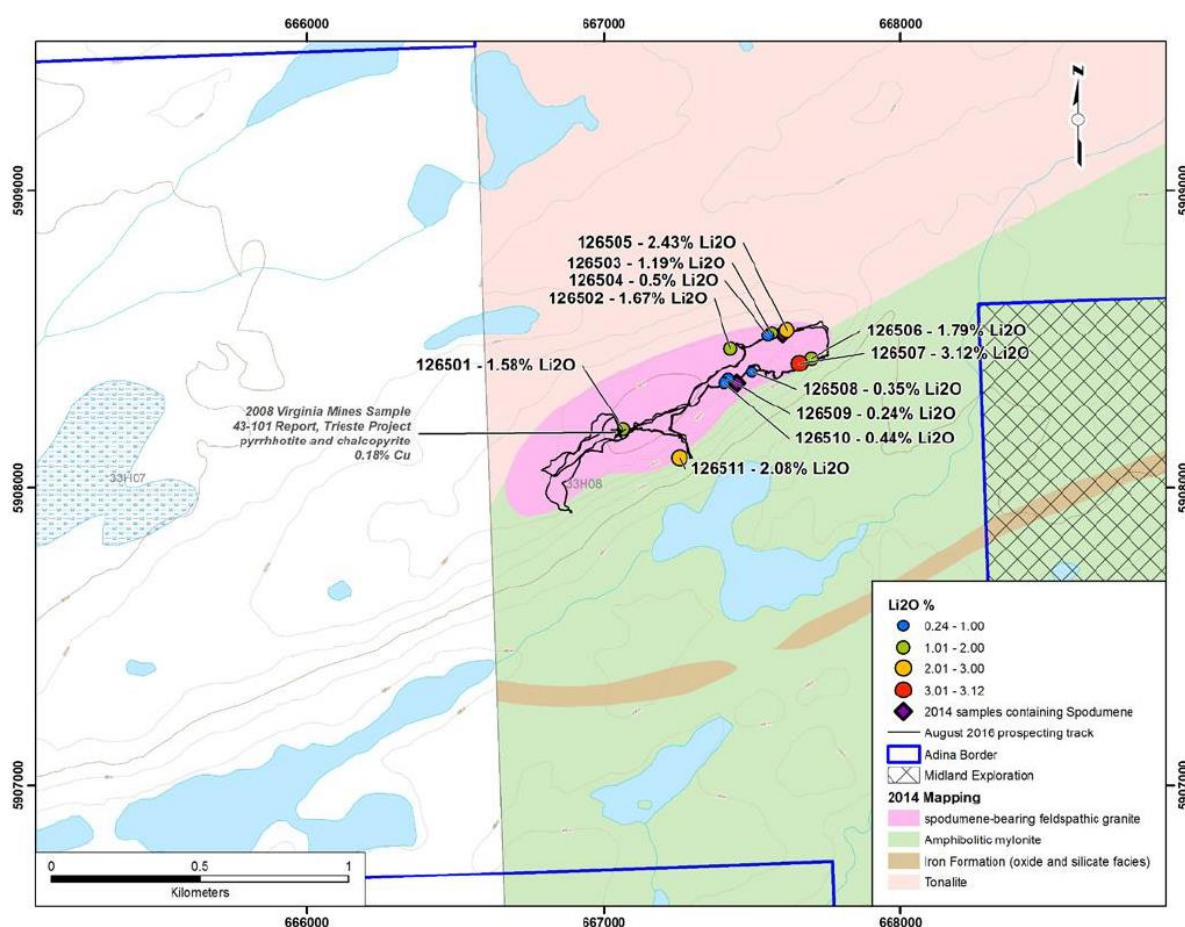 666000
667000
668000
5909000
5909000
126505 - 2.43% Li2O
126503 - 1.19% Li2O
126504 - 0.5% Li2O
126502 - 1.67% Li2O
126506 - 1.79% Li2O
126507 - 3.12% Li2O
126501 - 1.58% Li2O
126508 - 0.35% Li2O
126509 - 0.24% Li2O
126510 - 0.44% Li2O
2008 Virginia Mines Sample
43-101 Report, Trieste Project
pyrrhotite and chalcopyrite
0.18% Cu
126511 - 2.08% Li2O
33H07
33H08
5908000
5908000
Li2O %
0.24 - 1.00
1.01 - 2.00
2.01 - 3.00
3.01 - 3.12
2014 samples containing Spodumene
August 2016 prospecting track
Adina Border
Midland Exploration
2014 Mapping
spodumene-bearing feldspathic granite
Amphibolitic mylonite
Iron Formation (oxide and silicate facies)
Tonalite
5907000
5907000
0 0.5 1
Kilometers
666000
667000
668000
N